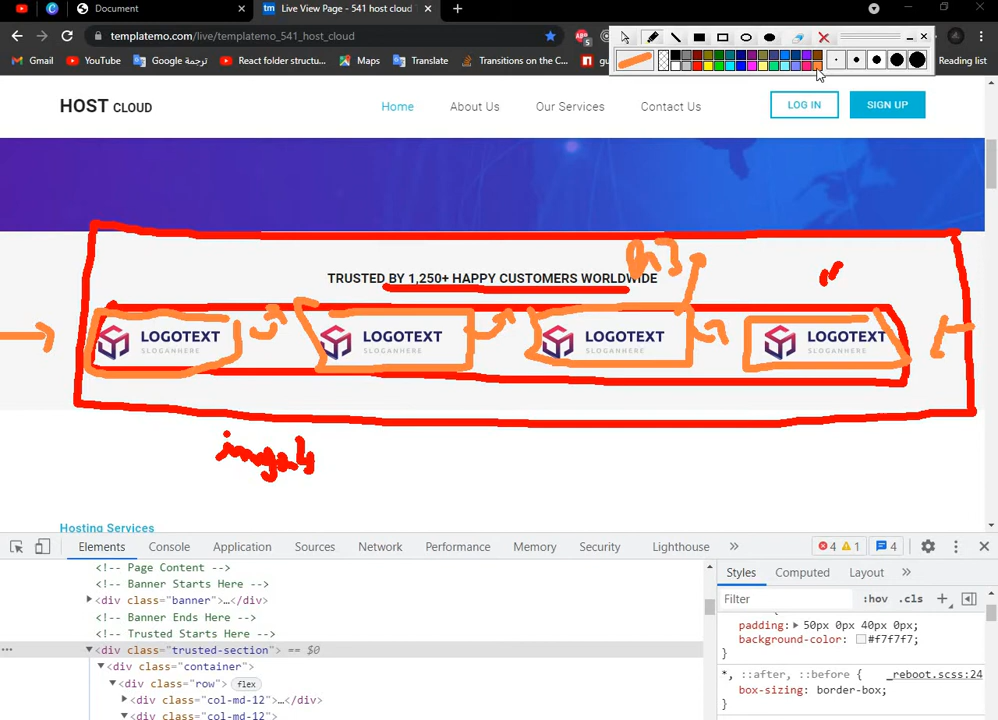 Document
tm Live View Page - 541 host cloud
templatemo.com/live/templatemo_541_host_cloud
Gmail
YouTube
React folder structu...
Maps
ترجمة Google
Translate
Transitions on the C...
Reading list
HOST CLOUD
Home
About Us
Our Services
Contact Us
LOG IN
SIGN UP
TRUSTED BY 1,250+ HAPPY CUSTOMERS WORLDWIDE
h3
LOGOTEXT
SLOGANHERE
LOGOTEXT
SLOGANHERE
LOGOTEXT
SLOGANHERE
LOGOTEXT
SLOGANHERE
Hosting Services
Elements
Console
Application
Sources
Network
Performance
Memory
Security
Lighthouse
4
1
4
<!-- Page Content -->
<!-- Banner Starts Here -->
<div class="banner">…</div>
<!-- Banner Ends Here -->
<!-- Trusted Starts Here -->
... <div class="trusted-section"> == $0
<div class="container">
<div class="row"> flex
<div class="col-md-12">…</div>
<div class="col-md-12">
Styles
Computed
Layout
Filter
:hov .cls
padding: 50px 0px 40px 0px;
background-color: #f7f7f7;
}
*, ::after, ::before {
_reboot.scss:24
box-sizing: border-box;
}